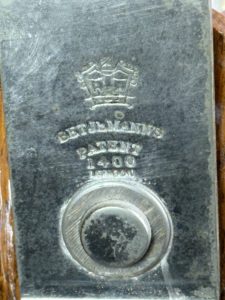 BETJEMANN'S
PATENT
1400
LONDON